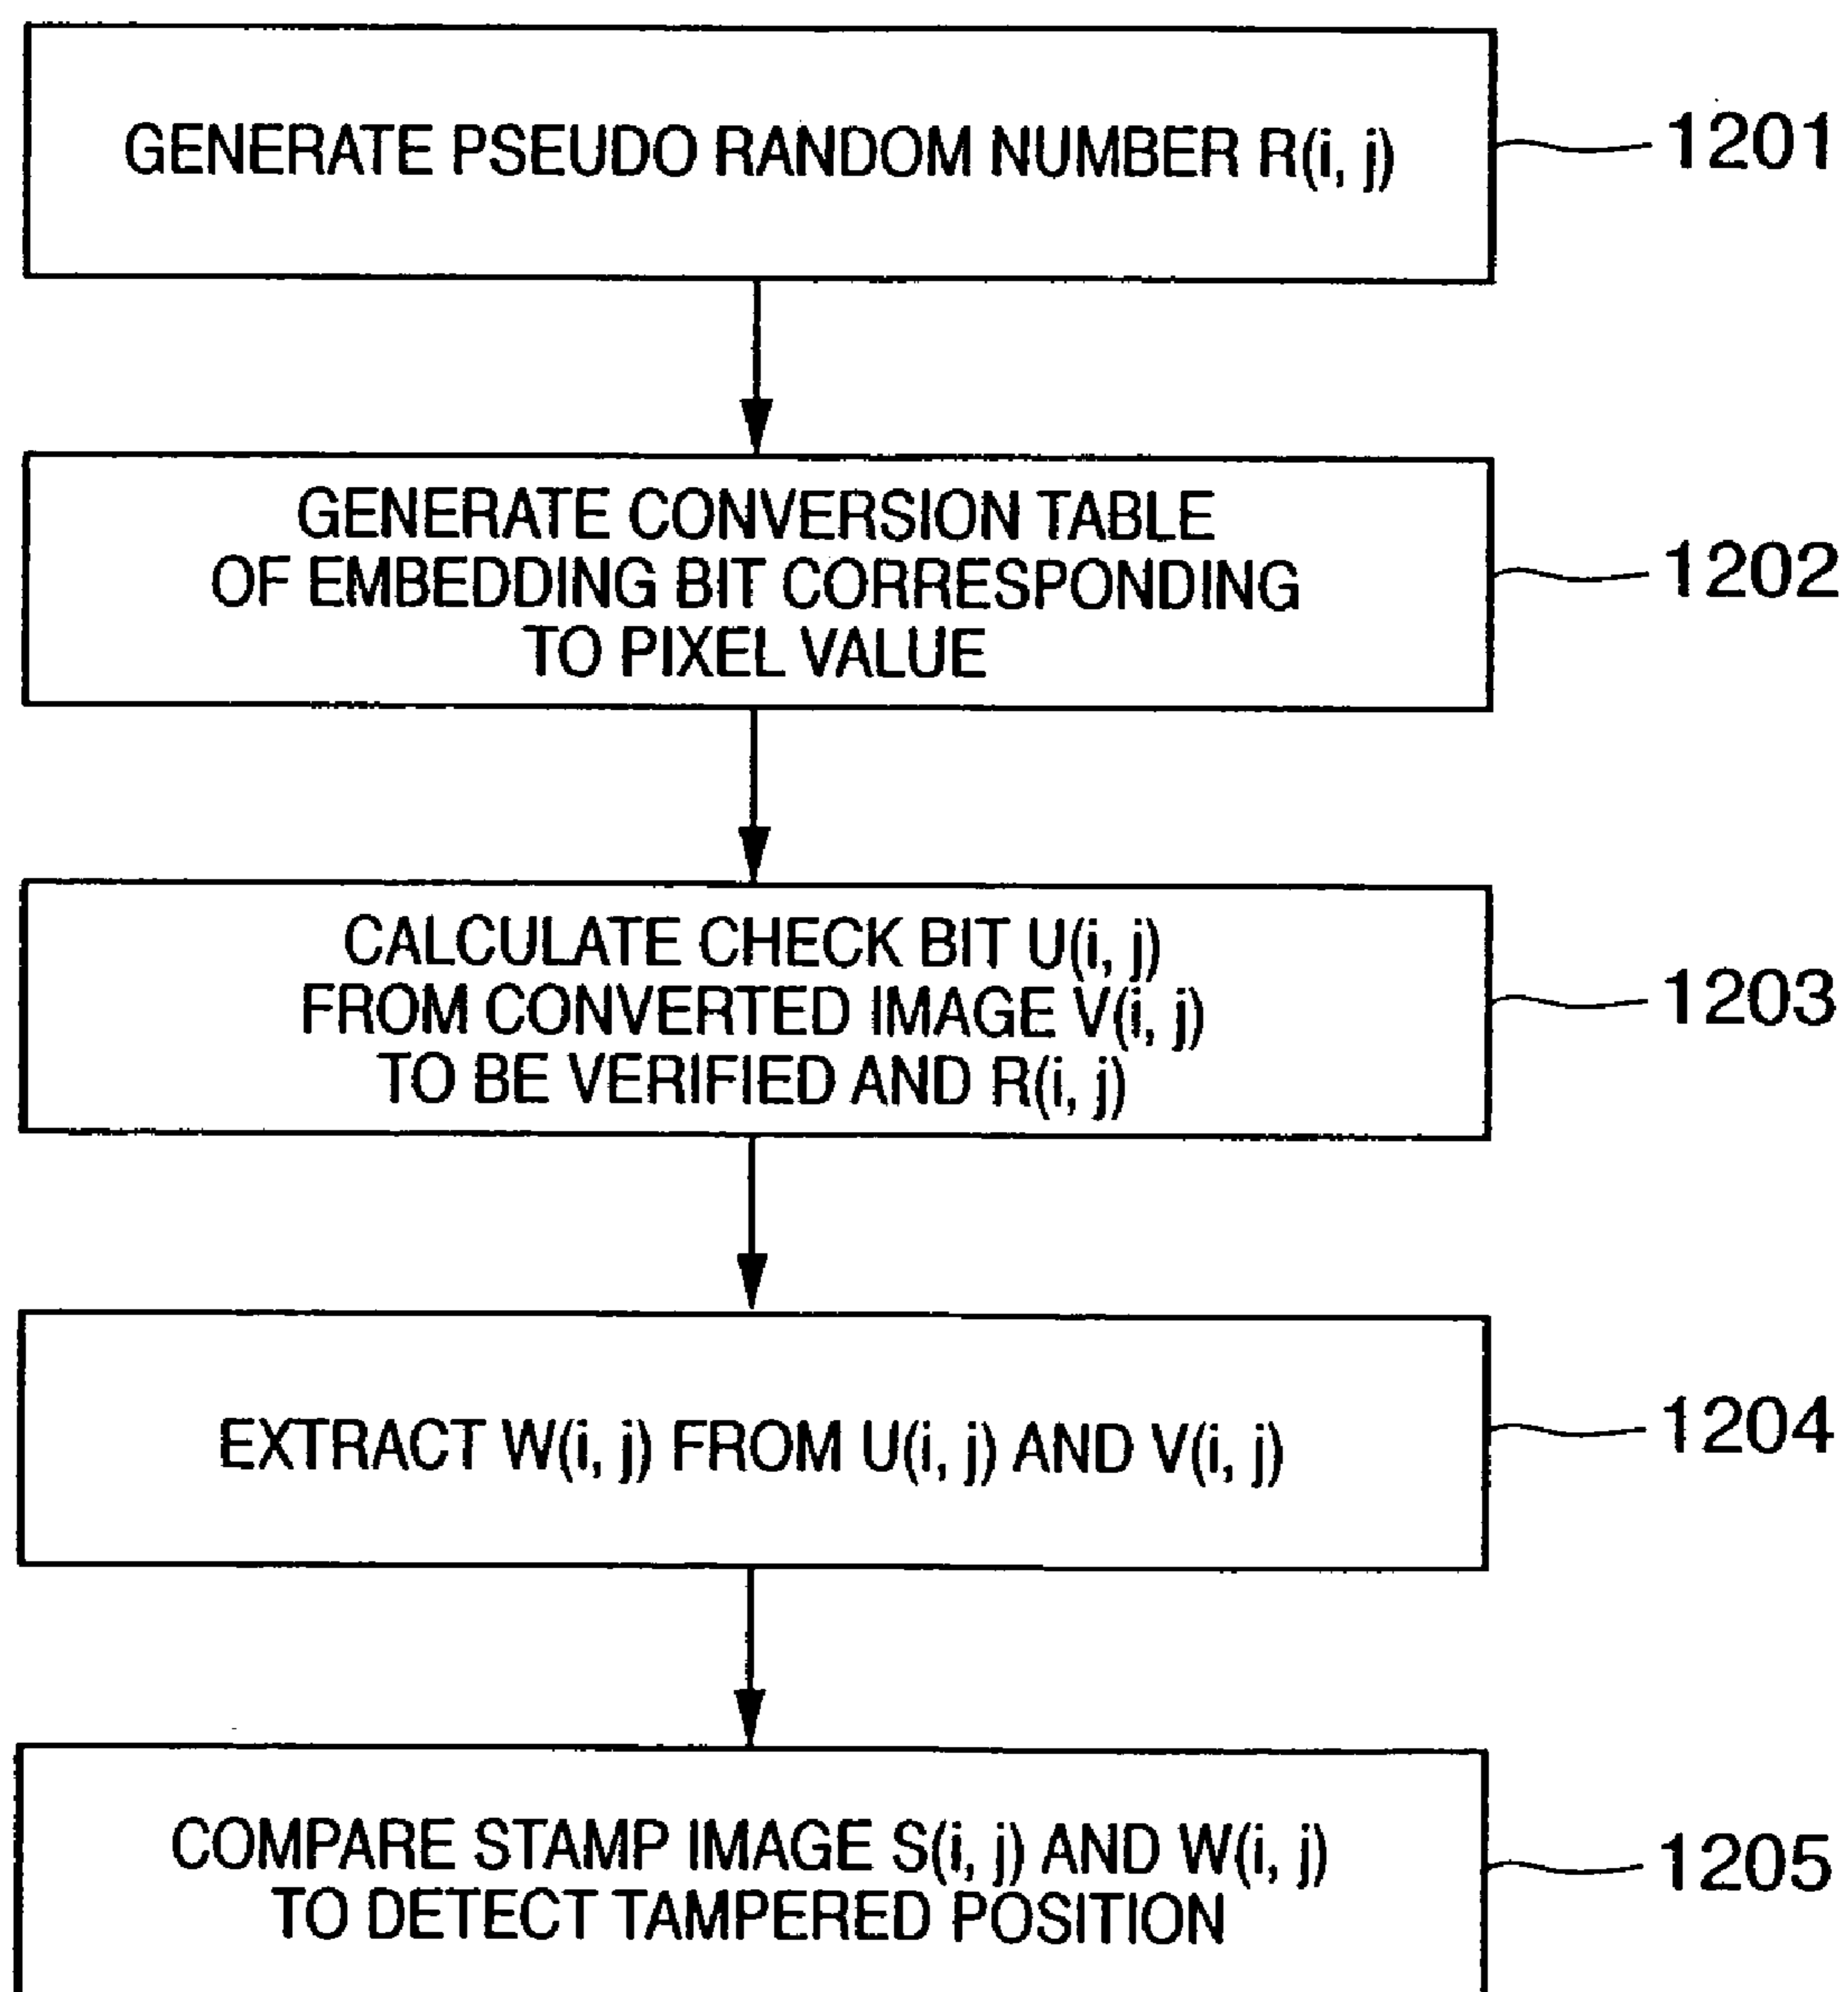 GENERATE PSEUDO RANDOM NUMBER R(i, j)
1201
GENERATE CONVERSION TABLE
OF EMBEDDING BIT CORRESPONDING
TO PIXEL VALUE
1202
CALCULATE CHECK BIT U(i, j)
FROM CONVERTED IMAGE V(i, j)
TO BE VERIFIED AND R(i, j)
1203
EXTRACT W(i, j) FROM U(i, j) AND V(i, j)
1204
COMPARE STAMP IMAGE S(i, j) AND W(i, j)
TO DETECT TAMPERED POSITION
1205